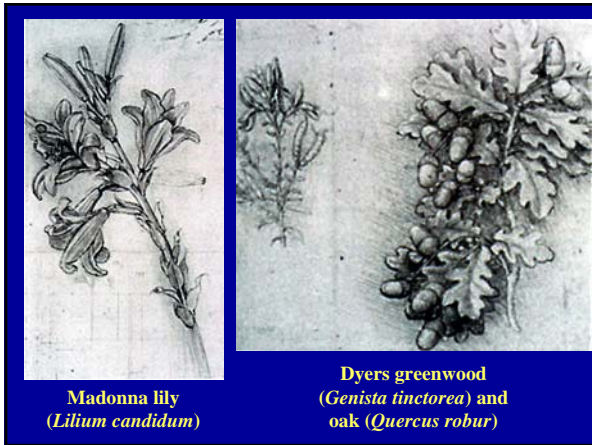 Madonna lily
(Lilium candidum)
Dyers greenwood
(Genista tinctorea) and
oak (Quercus robur)